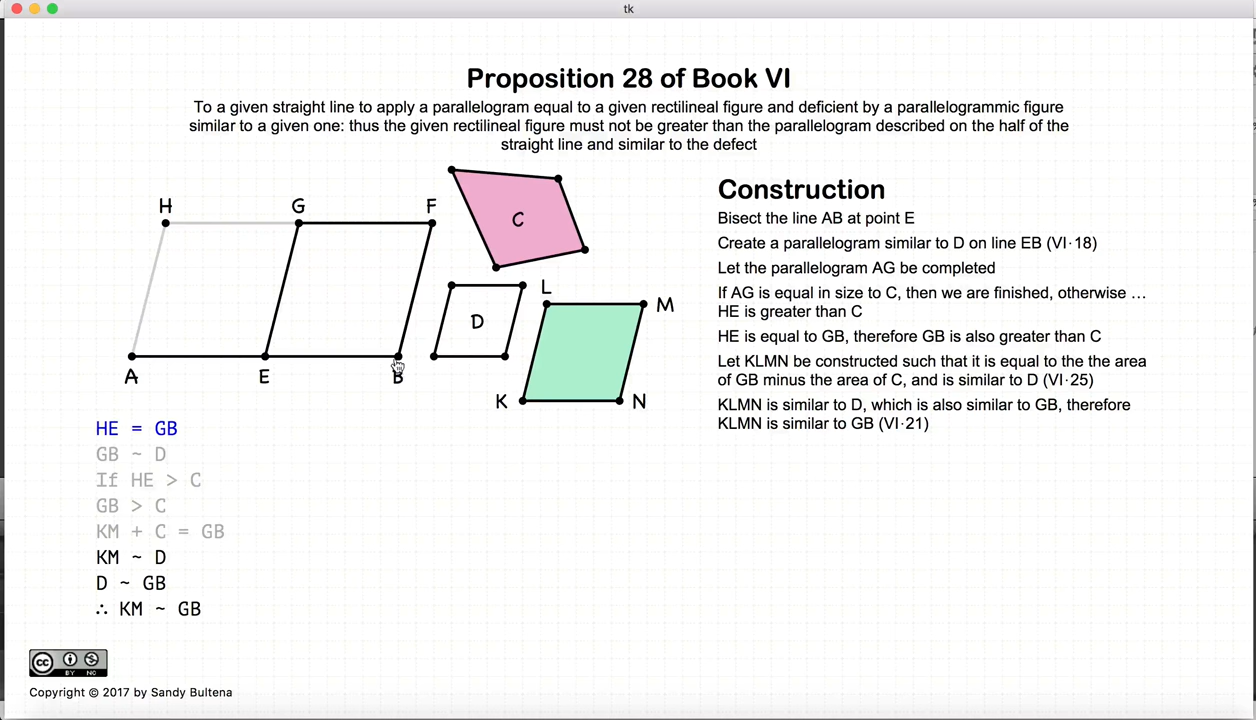 tk
Proposition 28 of Book VI
To a given straight line to apply a parallelogram equal to a given rectilineal figure and deficient by a parallelogrammic figure
similar to a given one: thus the given rectilineal figure must not be greater than the parallelogram described on the half of the
straight line and similar to the defect
H
G
F
C
D
L
M
A
E
B
K
N
Construction
Bisect the line AB at point E
Create a parallelogram similar to D on line EB (VI·18)
Let the parallelogram AG be completed
If AG is equal in size to C, then we are finished, otherwise …
HE is greater than C
HE is equal to GB, therefore GB is also greater than C
Let KLMN be constructed such that it is equal to the the area
of GB minus the area of C, and is similar to D (VI·25)
KLMN is similar to D, which is also similar to GB, therefore
KLMN is similar to GB (VI·21)
HE = GB
GB ~ D
If HE > C
GB > C
KM + C = GB
KM ~ D
D ~ GB
∴ KM ~ GB
cc
BY NC
Copyright © 2017 by Sandy Bultena